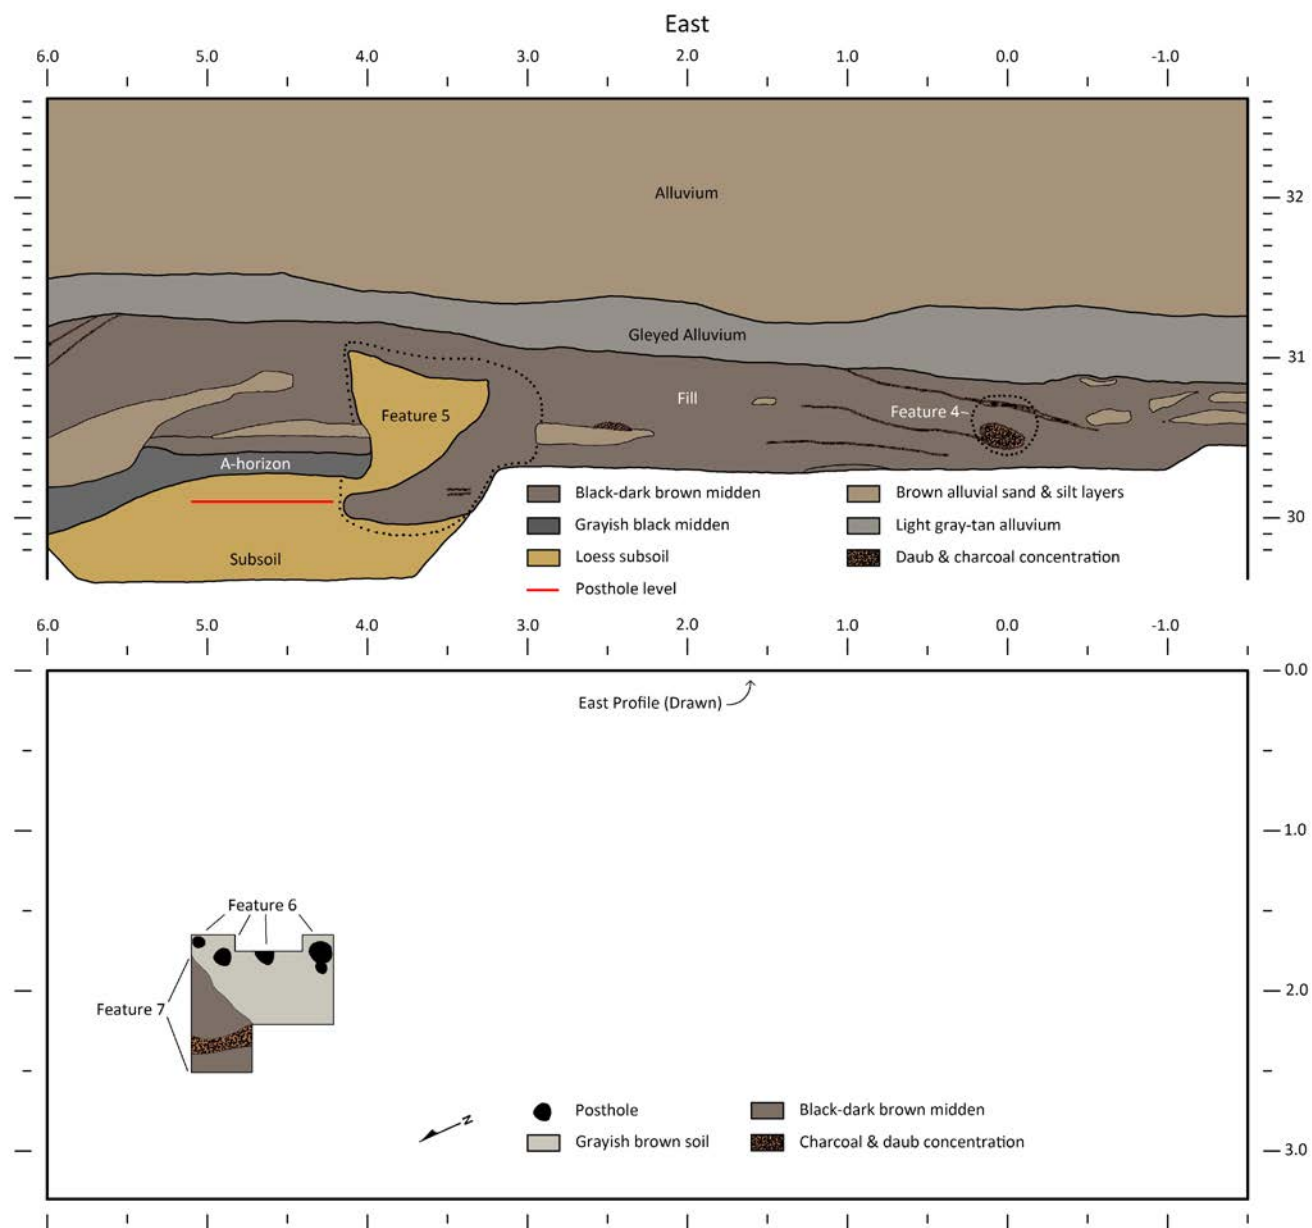 East
6.0 5.0 4.0 3.0 2.0 1.0 0.0 -1.0
Alluvium
32
Gleyed Alluvium
31
Feature 5
Fill
Feature 4
A-horizon
Black-dark brown midden
Brown alluvial sand & silt layers
30
Grayish black midden
Light gray-tan alluvium
Subsoil
Loess subsoil
Daub & charcoal concentration
Posthole level
6.0 5.0 4.0 3.0 2.0 1.0 0.0 -1.0
0.0
East Profile (Drawn)
1.0
Feature 6
2.0
Feature 7
Posthole
Black-dark brown midden
N
Grayish brown soil
Charcoal & daub concentration
3.0